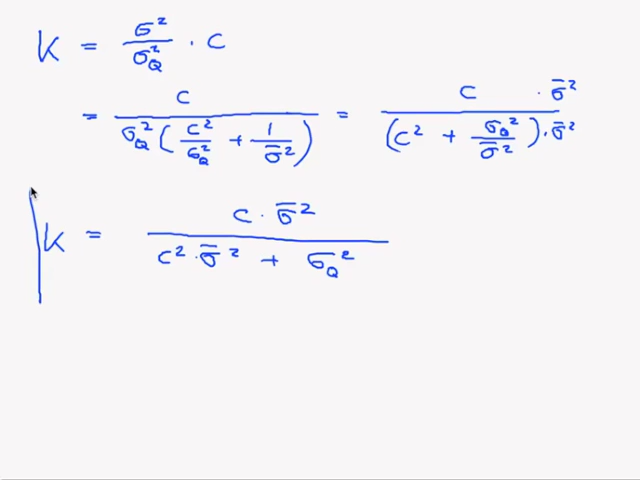 K = σ²/σ_Q² · c
= c / (σ_Q² (c²/σ_Q² + 1/σ̄²)) = c · σ̄² / ((c² + σ_Q²/σ̄²) · σ̄²)
K = c · σ̄² / (c² · σ̄² + σ_Q²)